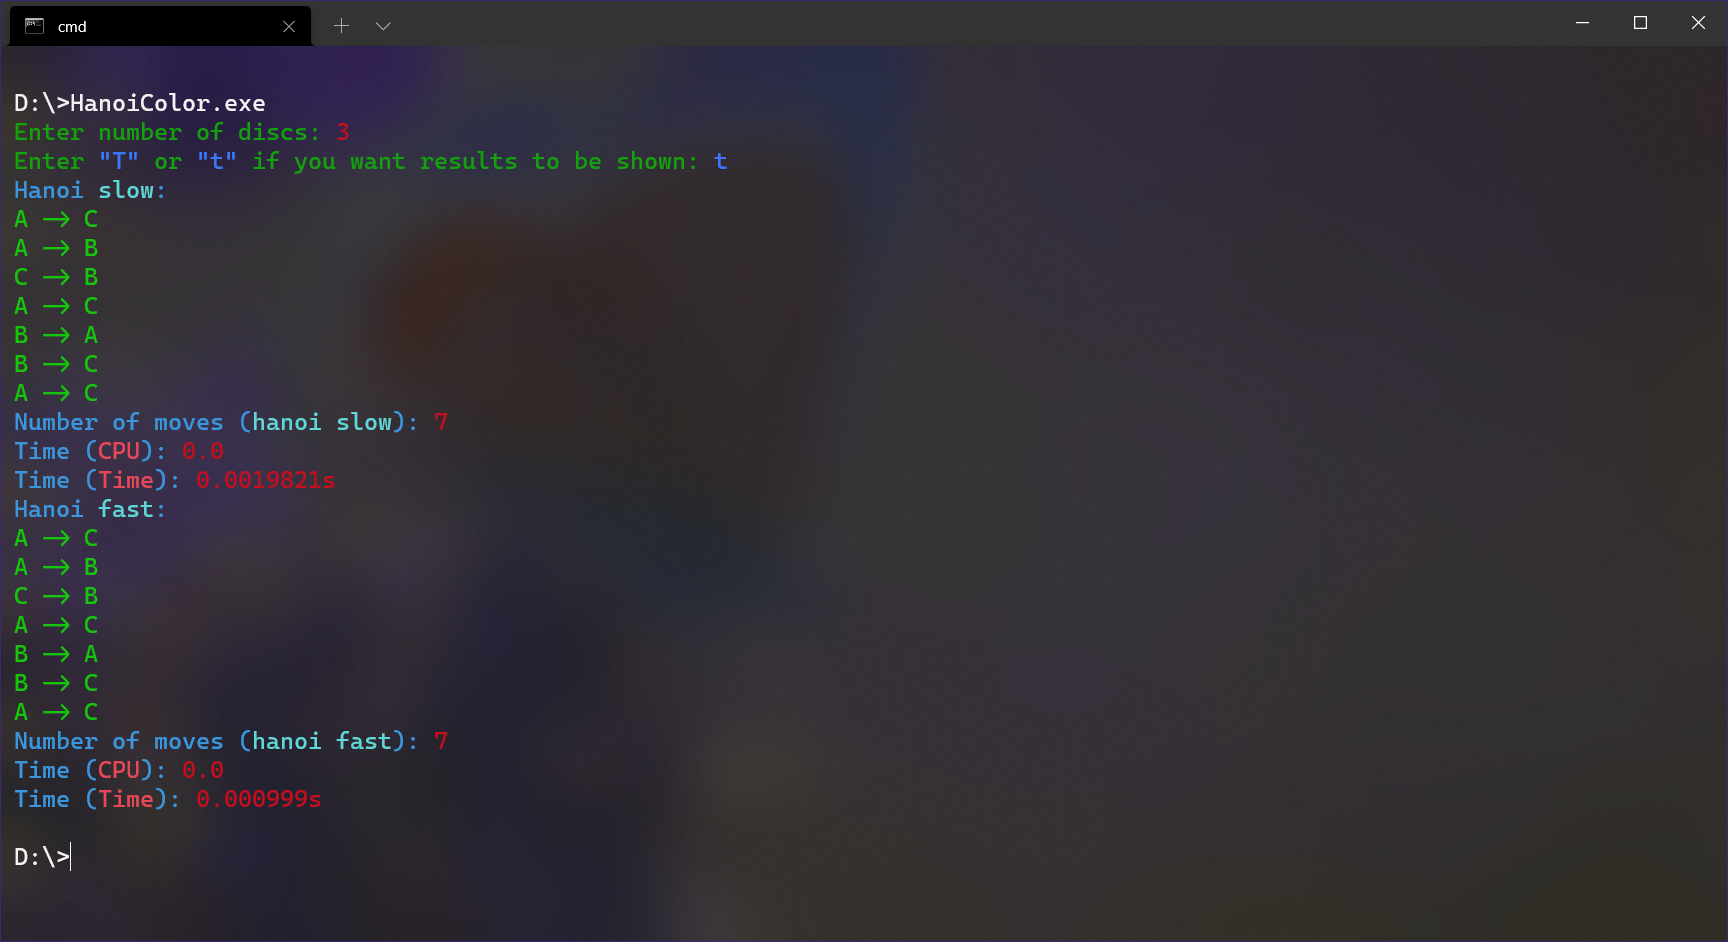 cmd
D:\>HanoiColor.exe
Enter number of discs: 3
Enter "T" or "t" if you want results to be shown: t
Hanoi slow:
A -> C
A -> B
C -> B
A -> C
B -> A
B -> C
A -> C
Number of moves (hanoi slow): 7
Time (CPU): 0.0
Time (Time): 0.0019821s
Hanoi fast:
A -> C
A -> B
C -> B
A -> C
B -> A
B -> C
A -> C
Number of moves (hanoi fast): 7
Time (CPU): 0.0
Time (Time): 0.000999s
D:\>